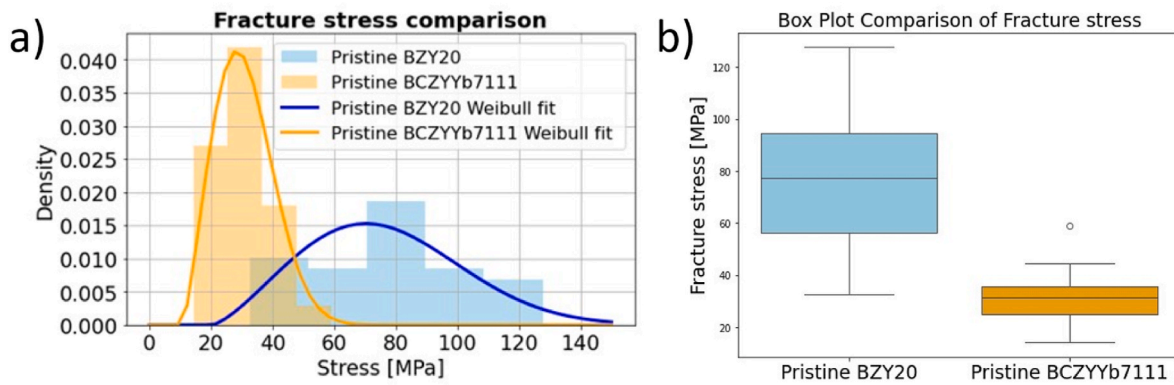 a)
Fracture stress comparison
Pristine BZY20
Pristine BCZYYb7111
Pristine BZY20 Weibull fit
Pristine BCZYYb7111 Weibull fit
Density
0.040
0.035
0.030
0.025
0.020
0.015
0.010
0.005
0.000
0 20 40 60 80 100 120 140
Stress [MPa]
b)
Box Plot Comparison of Fracture stress
Fracture stress [MPa]
120
100
80
60
40
20
Pristine BZY20 Pristine BCZYYb7111